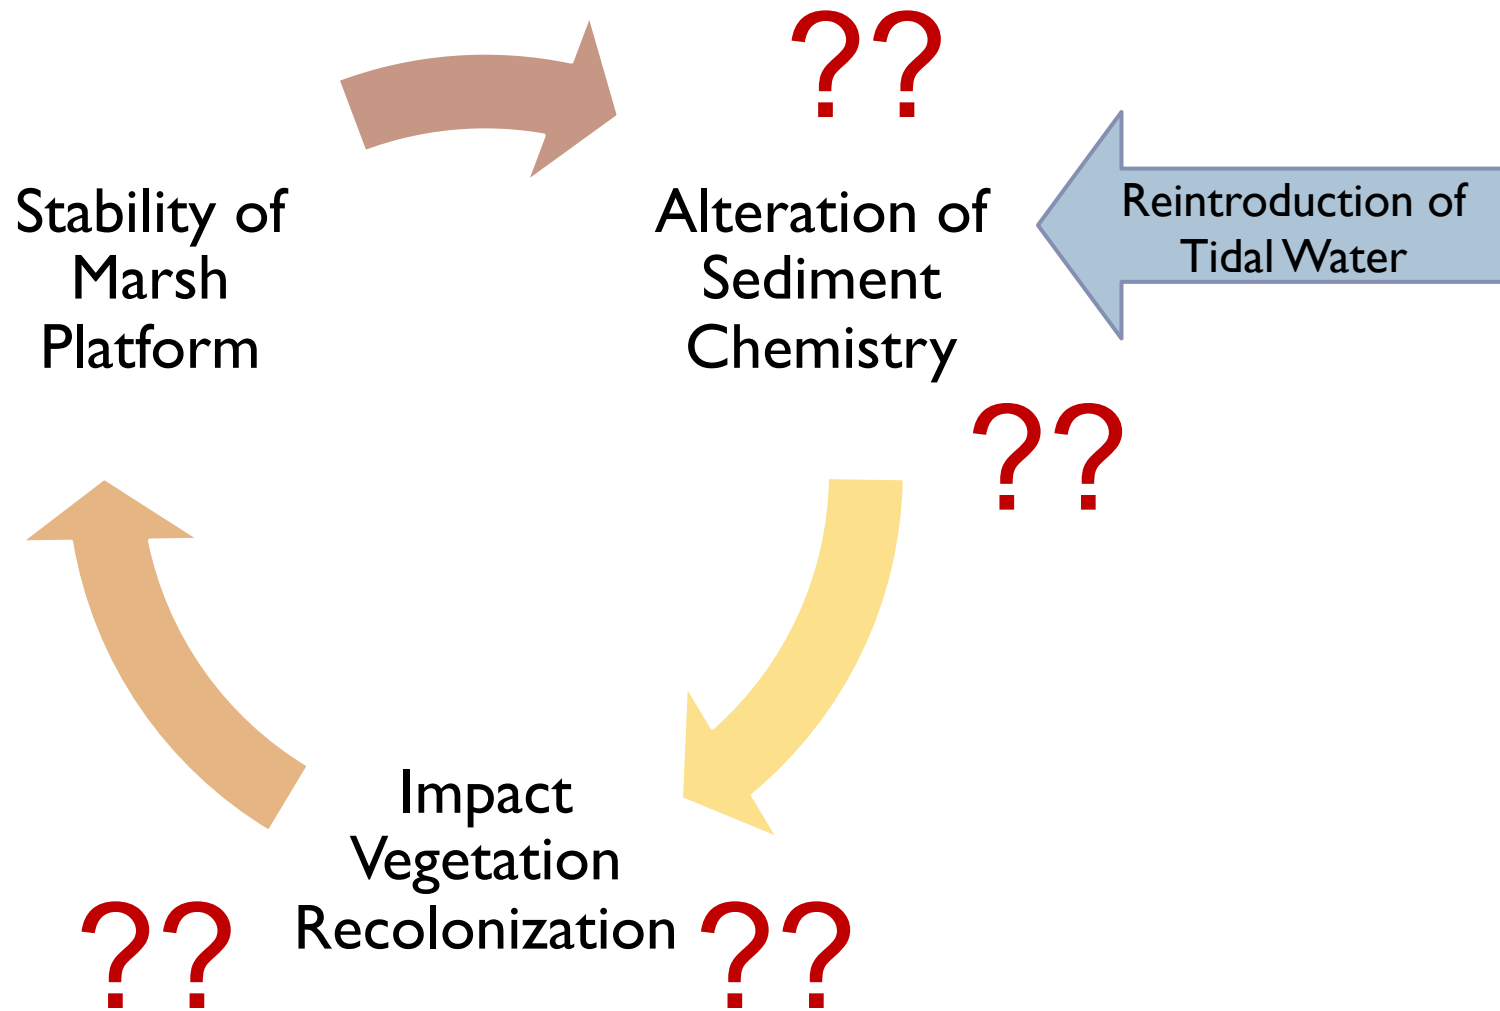 ??
Stability of
Marsh
Platform
Alteration of
Sediment
Chemistry
Reintroduction of
Tidal Water
??
Impact
Vegetation
Recolonization
??
??